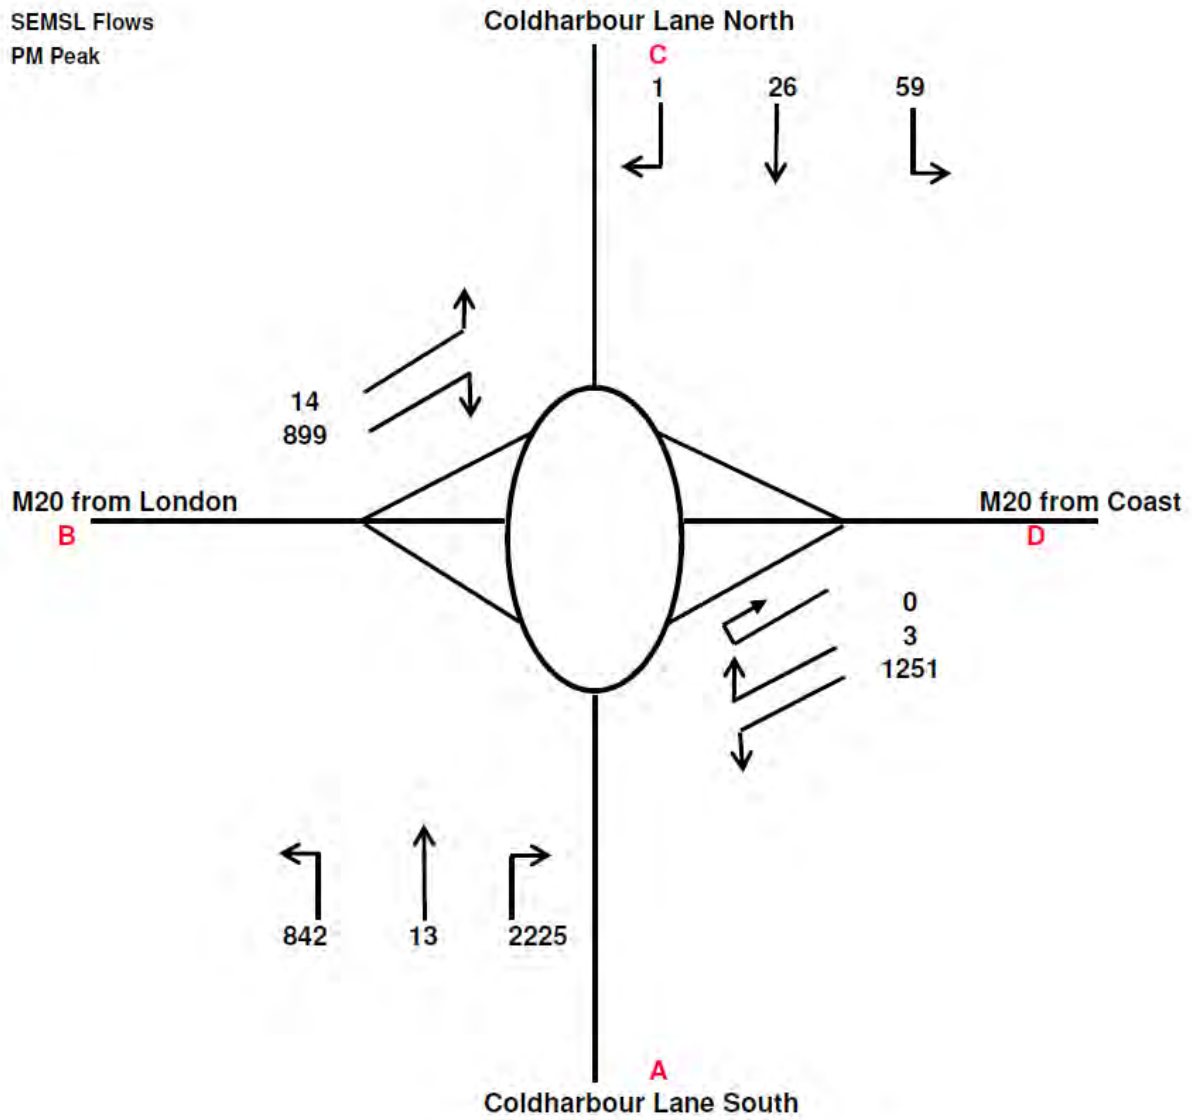 SEMSL Flows
PM Peak
Coldharbour Lane North
C
1 26 59
14
899
M20 from London
B
M20 from Coast
D
0
3
1251
842 13 2225
A
Coldharbour Lane South